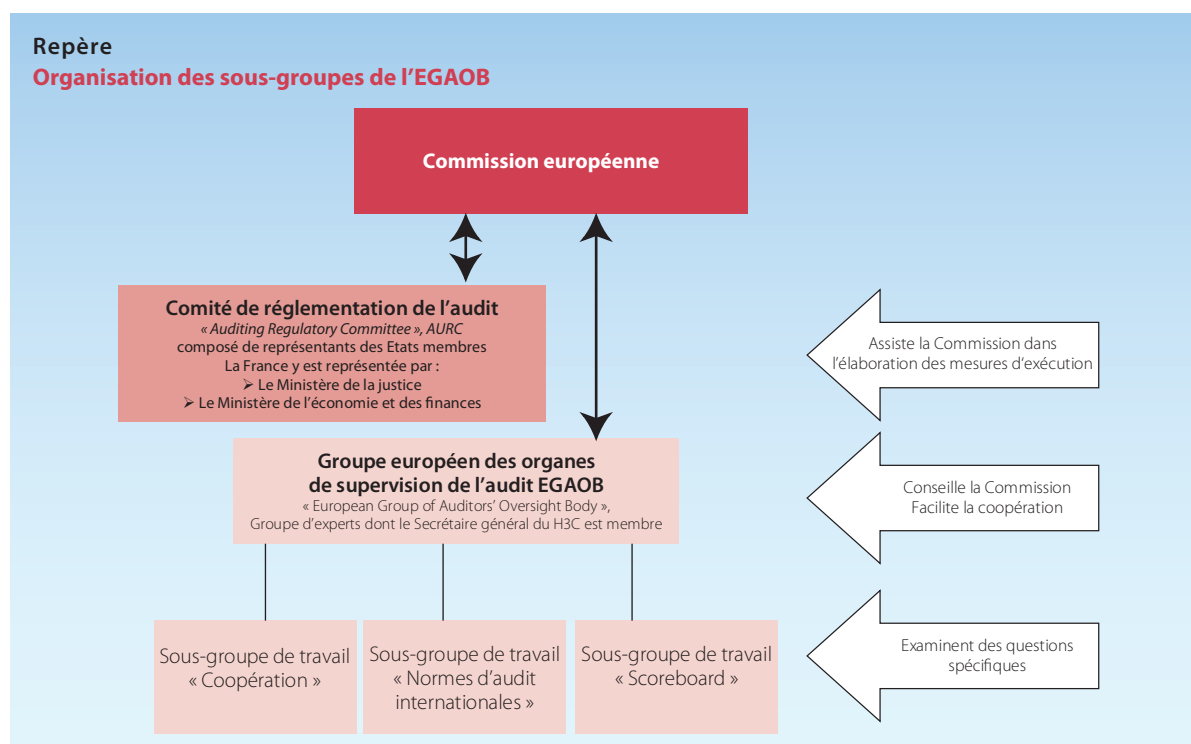 Repère
Organisation des sous-groupes de l’EGAOB
Commission européenne
Comité de réglementation de l’audit
« Auditing Regulatory Committee », AURC
composé de représentants des Etats membres
La France y est représentée par :
➢ Le Ministère de la justice
➢ Le Ministère de l’économie et des finances
Assiste la Commission dans
l’élaboration des mesures d’exécution
Groupe européen des organes
de supervision de l’audit EGAOB
« European Group of Auditors’ Oversight Body »,
Groupe d’experts dont le Secrétaire général du H3C est membre
Conseille la Commission
Facilite la coopération
Sous-groupe de travail
« Coopération »
Sous-groupe de travail
« Normes d’audit
internationales »
Sous-groupe de travail
« Scoreboard »
Examinent des questions
spécifiques